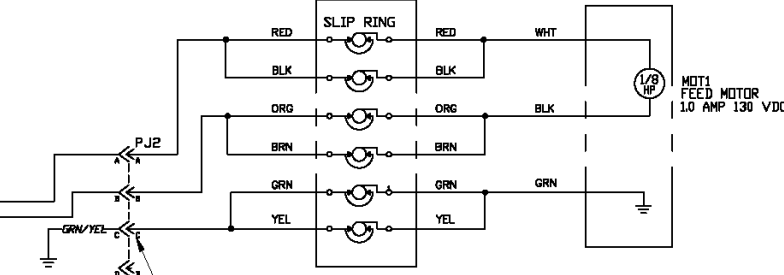 SLIP RING
RED RED WHT
BLK BLK
1/8
HP
MOT1
FEED MOTOR
1.0 AMP 130 VDC
ORG ORG BLK
PJ2
BRN BRN
A A
GRN GRN GRN
B B
YEL YEL
GRN/YEL
C C
D